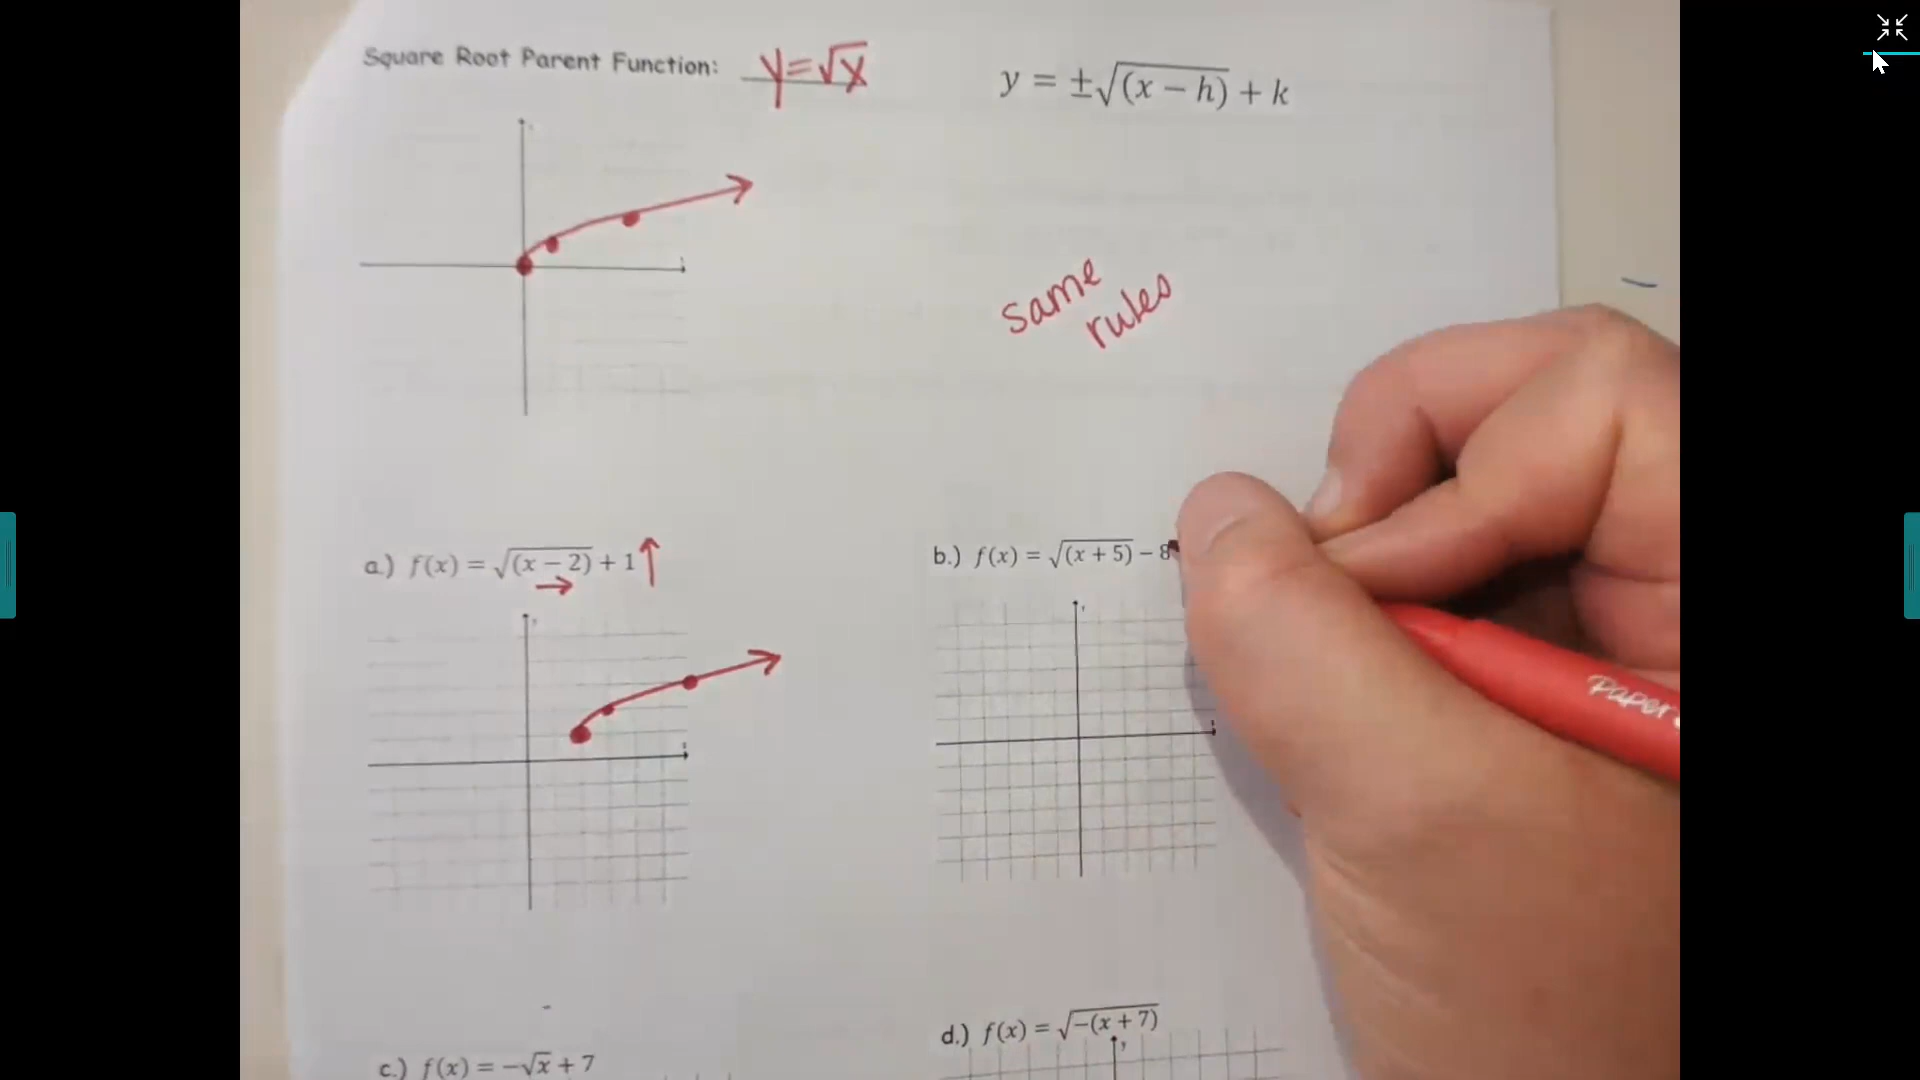 Square Root Parent Function: y=√x
y = ±√(x − h) + k
same
rules
a.) f(x) = √(x − 2) + 1
b.) f(x) = √(x + 5) − 8
y
Paper
c.) f(x) = −√x + 7
d.) f(x) = √−(x + 7)
y